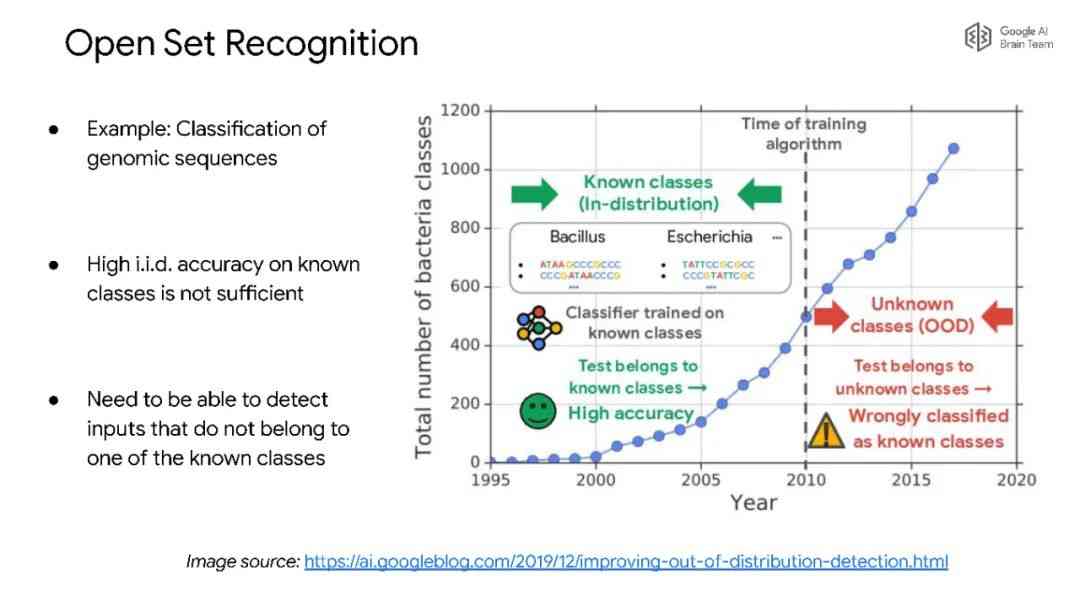 Open Set Recognition
Google AI
Brain Team
● Example: Classification of
genomic sequences
● High i.i.d. accuracy on known
classes is not sufficient
● Need to be able to detect
inputs that do not belong to
one of the known classes
Total number of bacteria classes
1200
1000
800
600
400
200
0
Time of training
algorithm
Known classes
(In-distribution)
Bacillus Escherichia ...
• ATAAGCCCGCCC • TATTCCGCGCC
• CCCGATAACCCG • CCCGTATTCGC
... ...
Classifier trained on
known classes
Test belongs to
known classes →
High accuracy
Unknown
classes (OOD)
Test belongs to
unknown classes →
Wrongly classified
as known classes
1995 2000 2005 2010 2015 2020
Year
Image source: https://ai.googleblog.com/2019/12/improving-out-of-distribution-detection.html